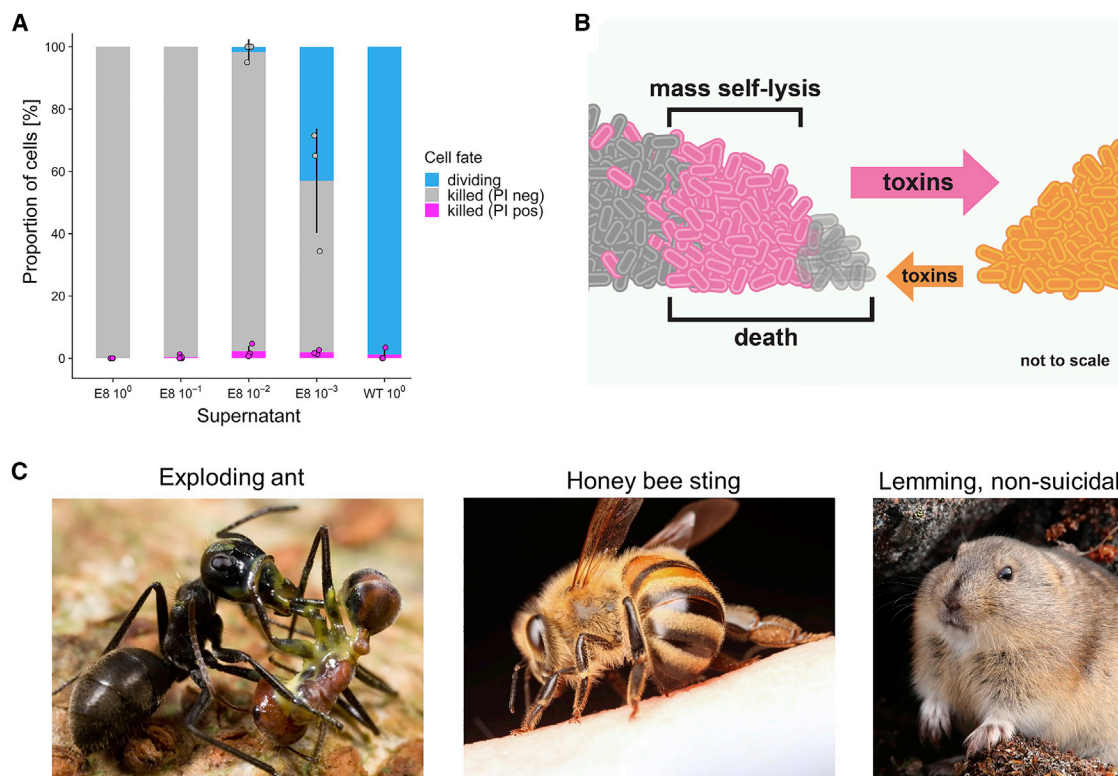 A
Proportion of cells [%]
100
80
60
40
20
0
E8 10⁰
E8 10⁻¹
E8 10⁻²
E8 10⁻³
WT 10⁰
Supernatant
Cell fate
dividing
killed (PI neg)
killed (PI pos)
B
mass self-lysis
toxins
toxins
death
not to scale
C
Exploding ant
Honey bee sting
Lemming, non-suicidal